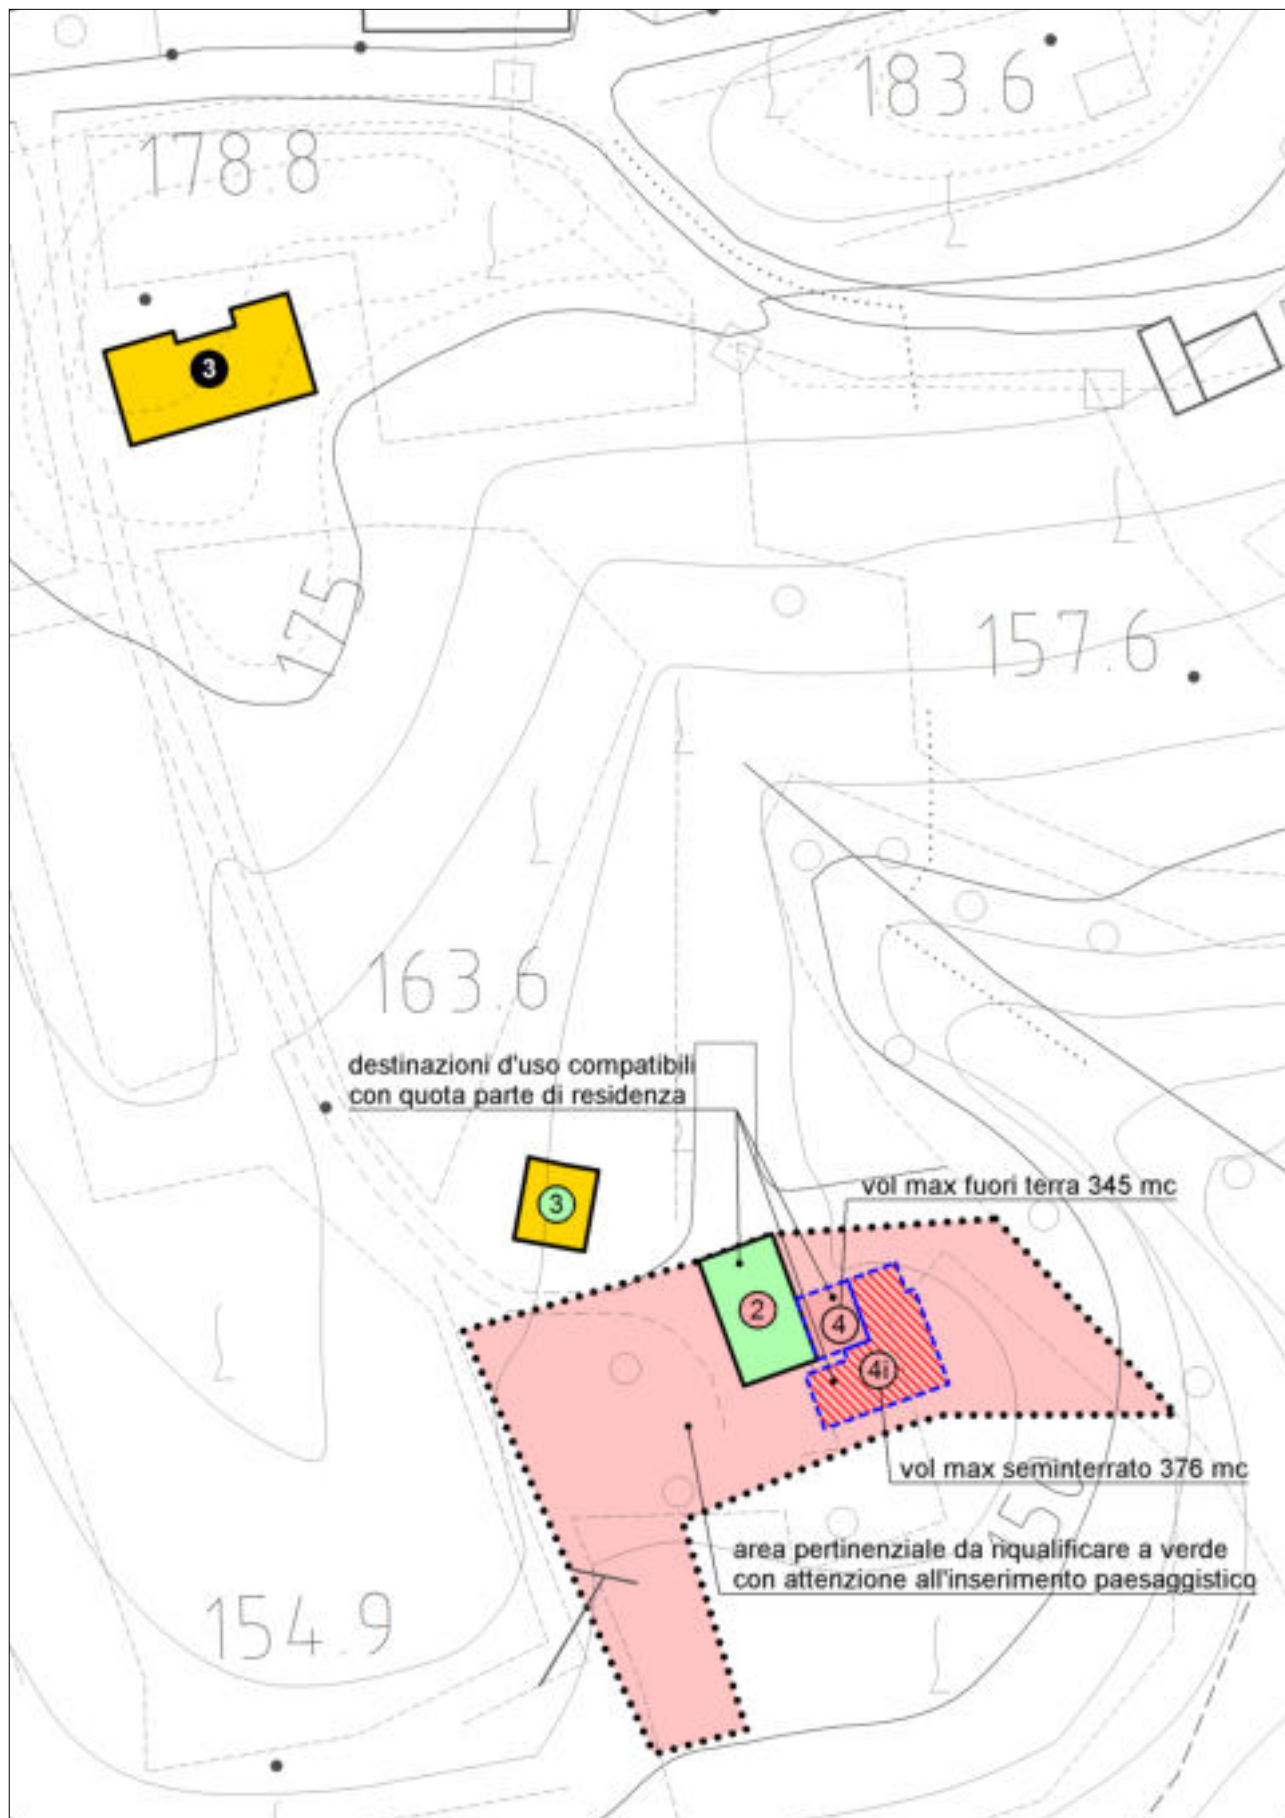 183.6
178.8
3
175
157.6
163.6
destinazioni d'uso compatibili
con quota parte di residenza
vol max fuori terra 345 mc
3
2
4
4i
vol max seminterrato 376 mc
150
area pertinenziale da riqualificare a verde
con attenzione all'inserimento paesaggistico
154.9